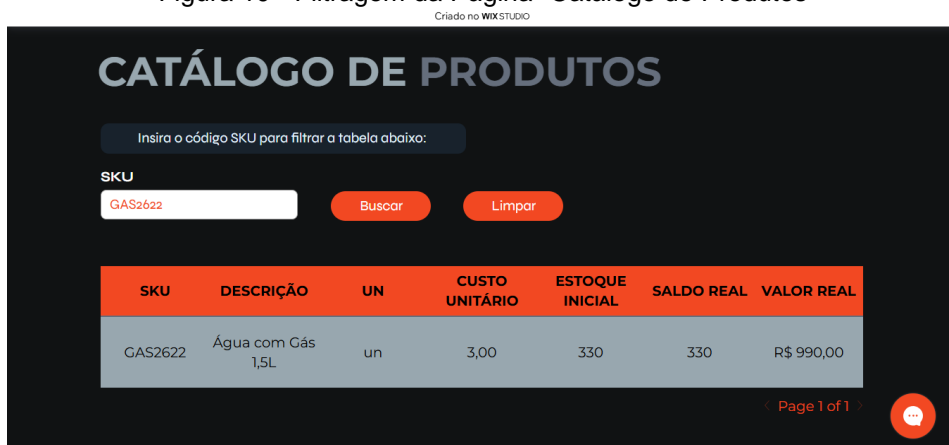 Criado no WIX STUDIO
CATÁLOGO DE PRODUTOS
Insira o código SKU para filtrar a tabela abaixo:
SKU
GAS2622 Buscar Limpar
SKU DESCRIÇÃO UN CUSTO UNITÁRIO ESTOQUE INICIAL SALDO REAL VALOR REAL
GAS2622 Água com Gás 1,5L un 3,00 330 330 R$ 990,00
< Page 1 of 1 >